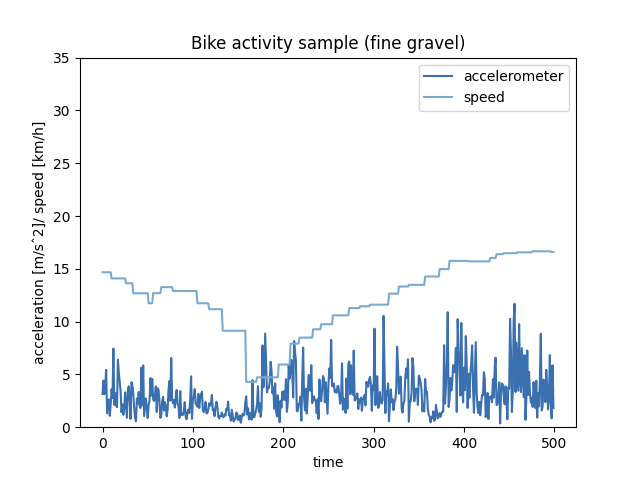 Bike activity sample (fine gravel)
accelerometer
speed
acceleration [m/sˆ2]/ speed [km/h]
35
30
25
20
15
10
5
0
0 100 200 300 400 500
time